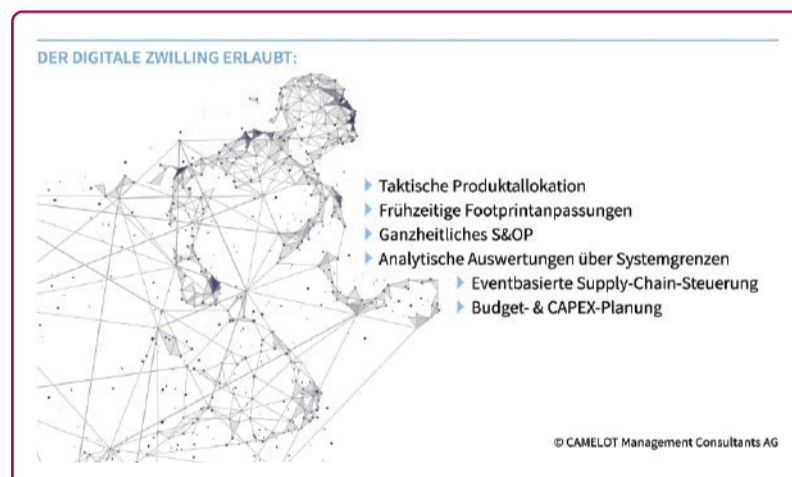 DER DIGITALE ZWILLING ERLAUBT:
Taktische Produktallokation
Frühzeitige Footprintanpassungen
Ganzheitliches S&OP
Analytische Auswertungen über Systemgrenzen
Eventbasierte Supply-Chain-Steuerung
Budget- & CAPEX-Planung
© CAMELOT Management Consultants AG